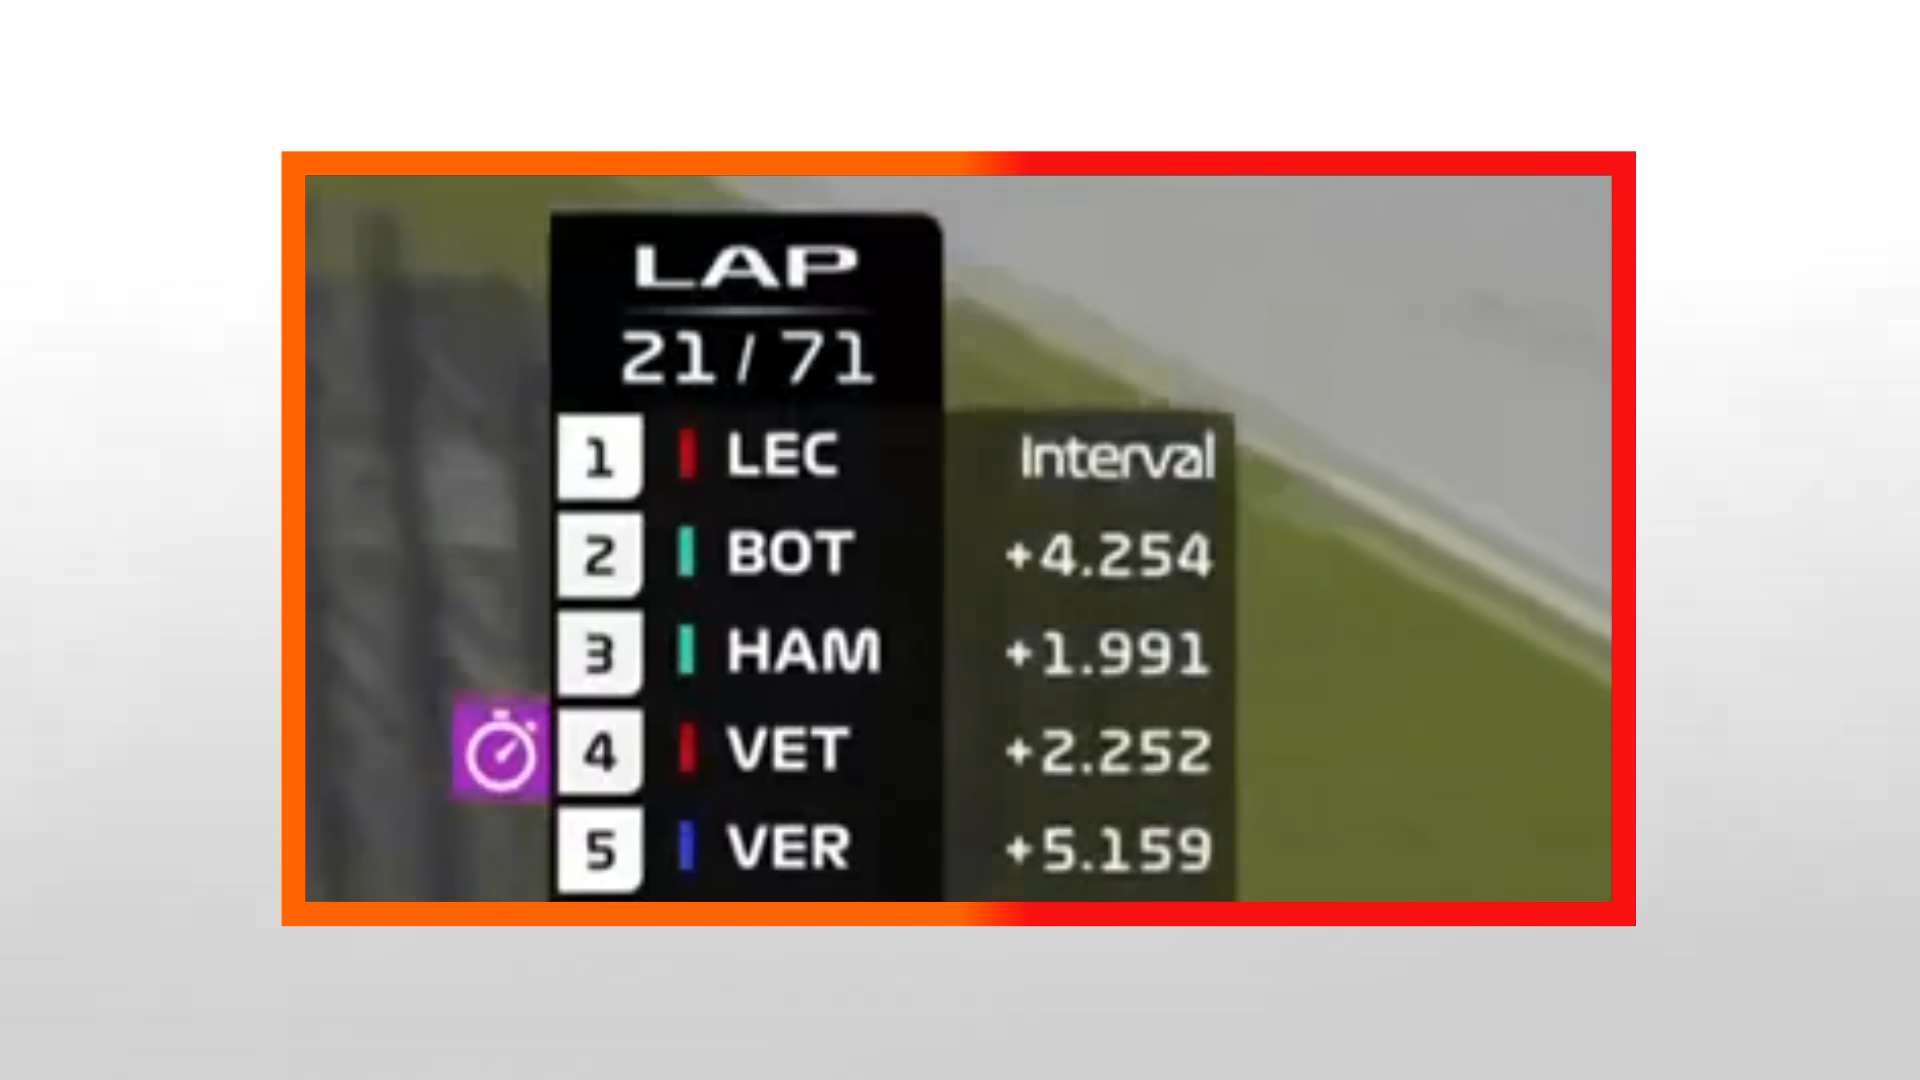 LAP
21 / 71
1 LEC Interval
2 BOT +4.254
3 HAM +1.991
4 VET +2.252
5 VER +5.159